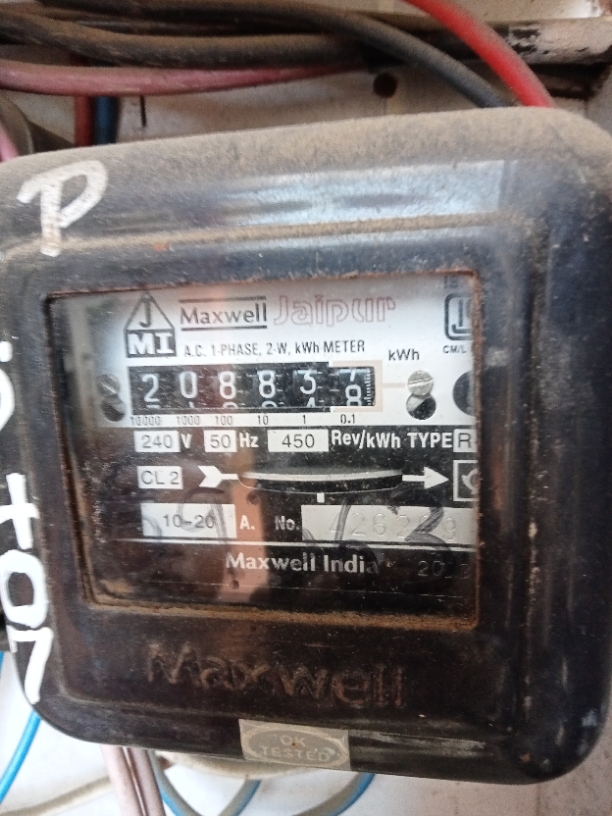 P
J
MI
Maxwell Jaipur
A.C. 1-PHASE, 2-W, kWh METER
kWh
CM/L
2 0 8 8 3 7
8
10000 1000 100 10 1 0.1
240 V 50 Hz 450 Rev/kWh TYPE R
CL 2
10-20 A. No.
Maxwell India
Maxwell
OK
TESTED